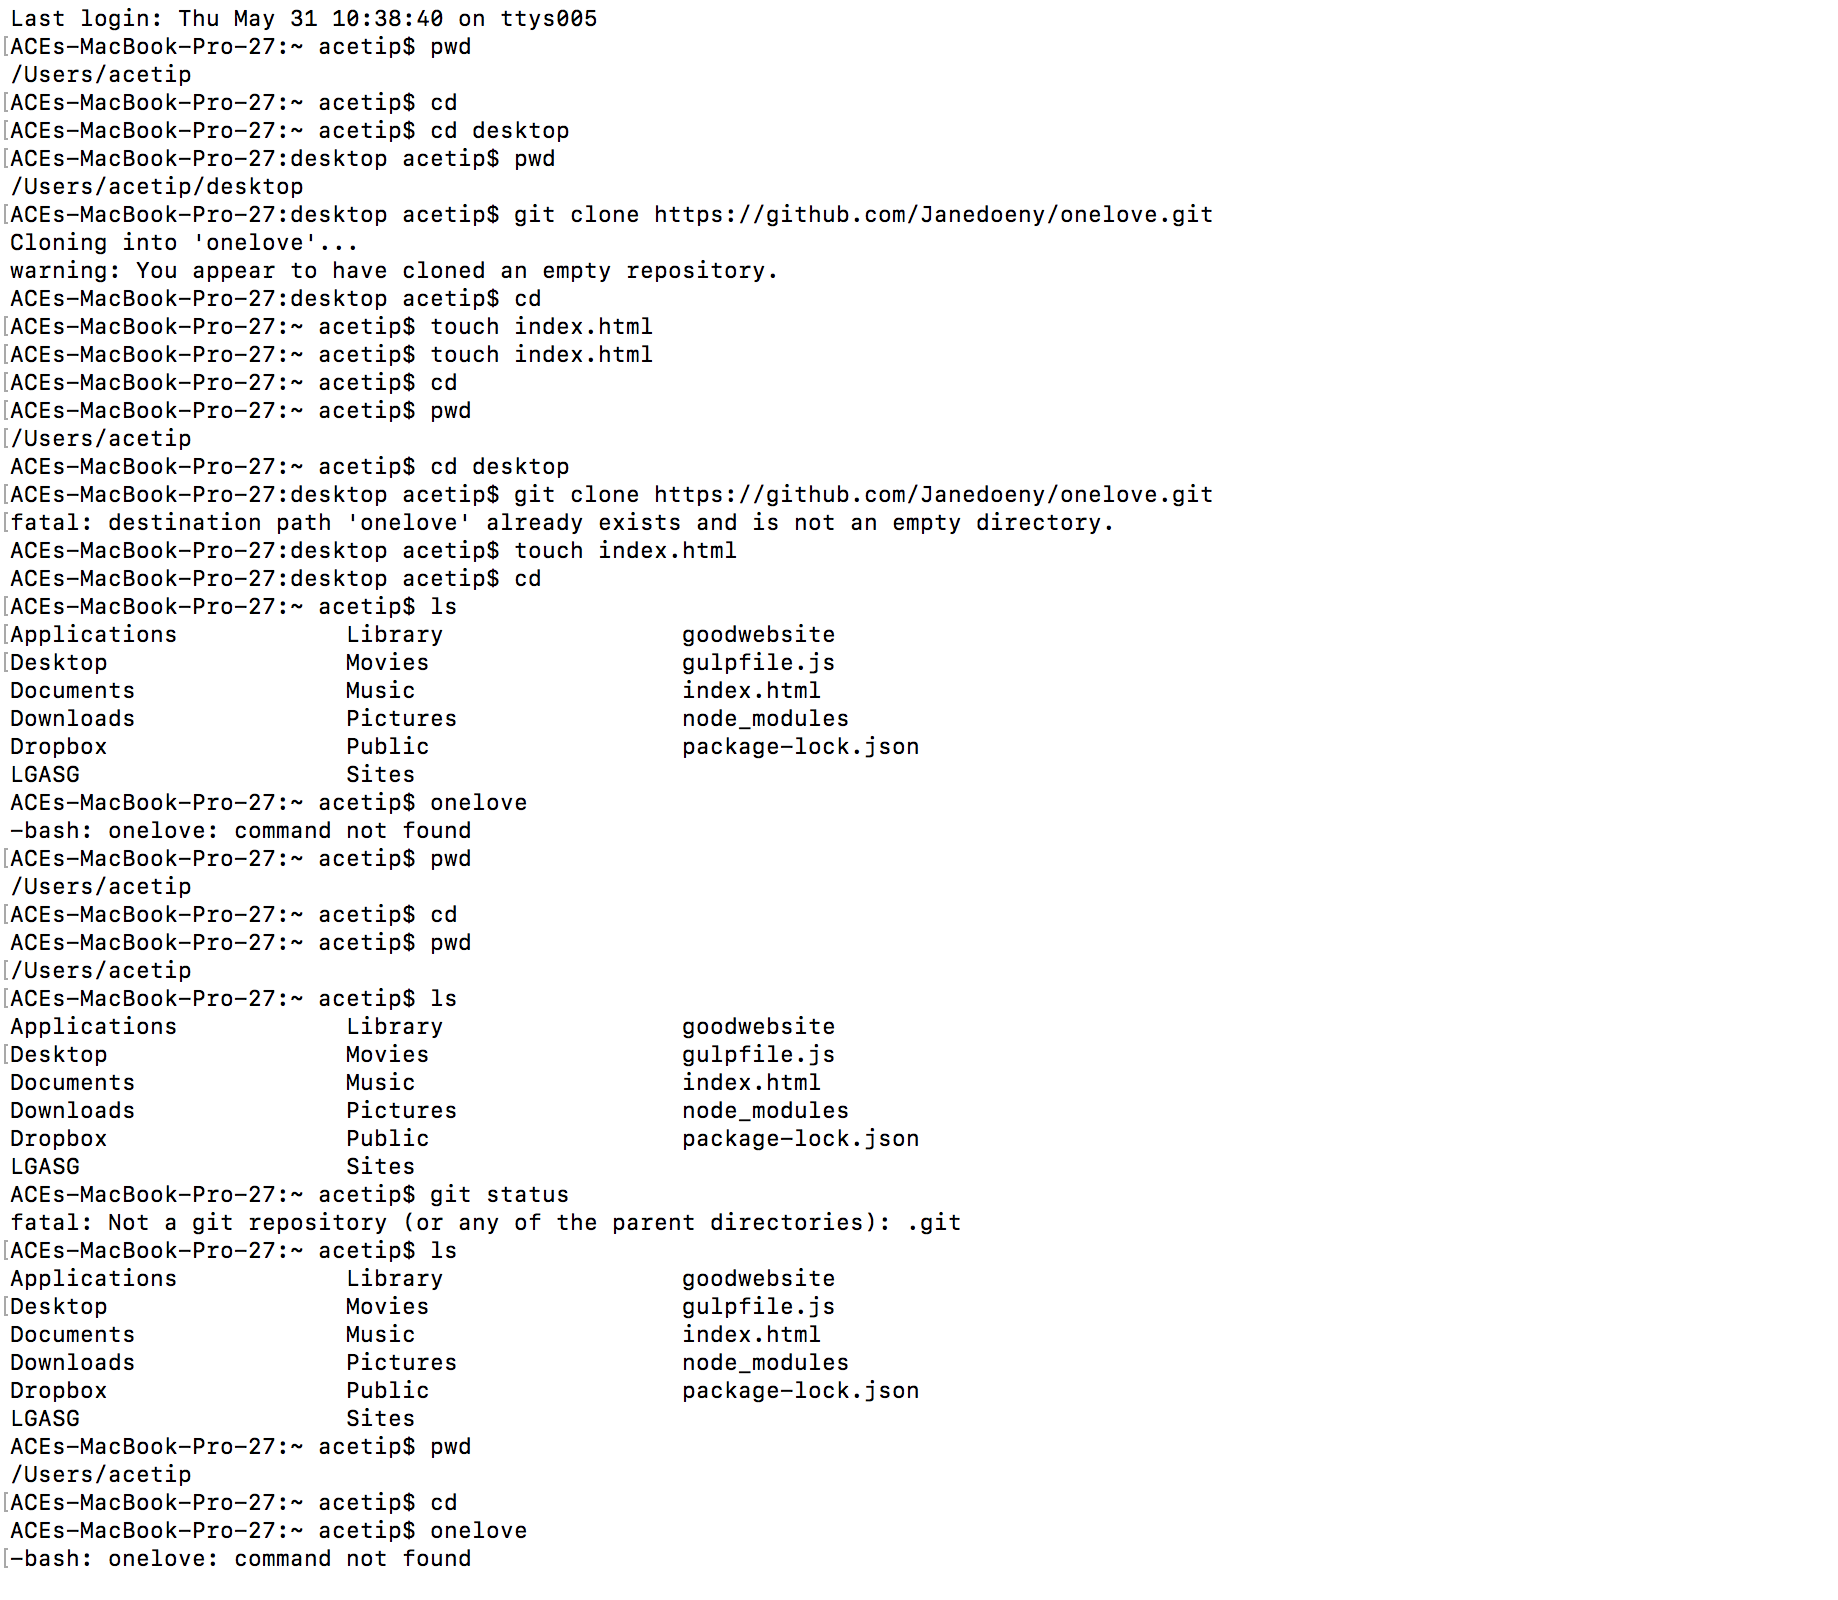 Last login: Thu May 31 10:38:40 on ttys005
[ACEs-MacBook-Pro-27:~ acetip$ pwd
/Users/acetip
[ACEs-MacBook-Pro-27:~ acetip$ cd
[ACEs-MacBook-Pro-27:~ acetip$ cd desktop
[ACEs-MacBook-Pro-27:desktop acetip$ pwd
/Users/acetip/desktop
[ACEs-MacBook-Pro-27:desktop acetip$ git clone https://github.com/Janedoeny/onelove.git
Cloning into 'onelove'...
warning: You appear to have cloned an empty repository.
ACEs-MacBook-Pro-27:desktop acetip$ cd
[ACEs-MacBook-Pro-27:~ acetip$ touch index.html
[ACEs-MacBook-Pro-27:~ acetip$ touch index.html
[ACEs-MacBook-Pro-27:~ acetip$ cd
[ACEs-MacBook-Pro-27:~ acetip$ pwd
[/Users/acetip
ACEs-MacBook-Pro-27:~ acetip$ cd desktop
[ACEs-MacBook-Pro-27:desktop acetip$ git clone https://github.com/Janedoeny/onelove.git
[fatal: destination path 'onelove' already exists and is not an empty directory.
ACEs-MacBook-Pro-27:desktop acetip$ touch index.html
ACEs-MacBook-Pro-27:desktop acetip$ cd
[ACEs-MacBook-Pro-27:~ acetip$ ls
[Applications Library goodwebsite
[Desktop Movies gulpfile.js
Documents Music index.html
Downloads Pictures node_modules
Dropbox Public package-lock.json
LGASG Sites
ACEs-MacBook-Pro-27:~ acetip$ onelove
-bash: onelove: command not found
[ACEs-MacBook-Pro-27:~ acetip$ pwd
/Users/acetip
[ACEs-MacBook-Pro-27:~ acetip$ cd
ACEs-MacBook-Pro-27:~ acetip$ pwd
[/Users/acetip
[ACEs-MacBook-Pro-27:~ acetip$ ls
Applications Library goodwebsite
[Desktop Movies gulpfile.js
Documents Music index.html
Downloads Pictures node_modules
Dropbox Public package-lock.json
LGASG Sites
ACEs-MacBook-Pro-27:~ acetip$ git status
fatal: Not a git repository (or any of the parent directories): .git
[ACEs-MacBook-Pro-27:~ acetip$ ls
Applications Library goodwebsite
[Desktop Movies gulpfile.js
Documents Music index.html
Downloads Pictures node_modules
Dropbox Public package-lock.json
LGASG Sites
ACEs-MacBook-Pro-27:~ acetip$ pwd
/Users/acetip
[ACEs-MacBook-Pro-27:~ acetip$ cd
ACEs-MacBook-Pro-27:~ acetip$ onelove
[-bash: onelove: command not found